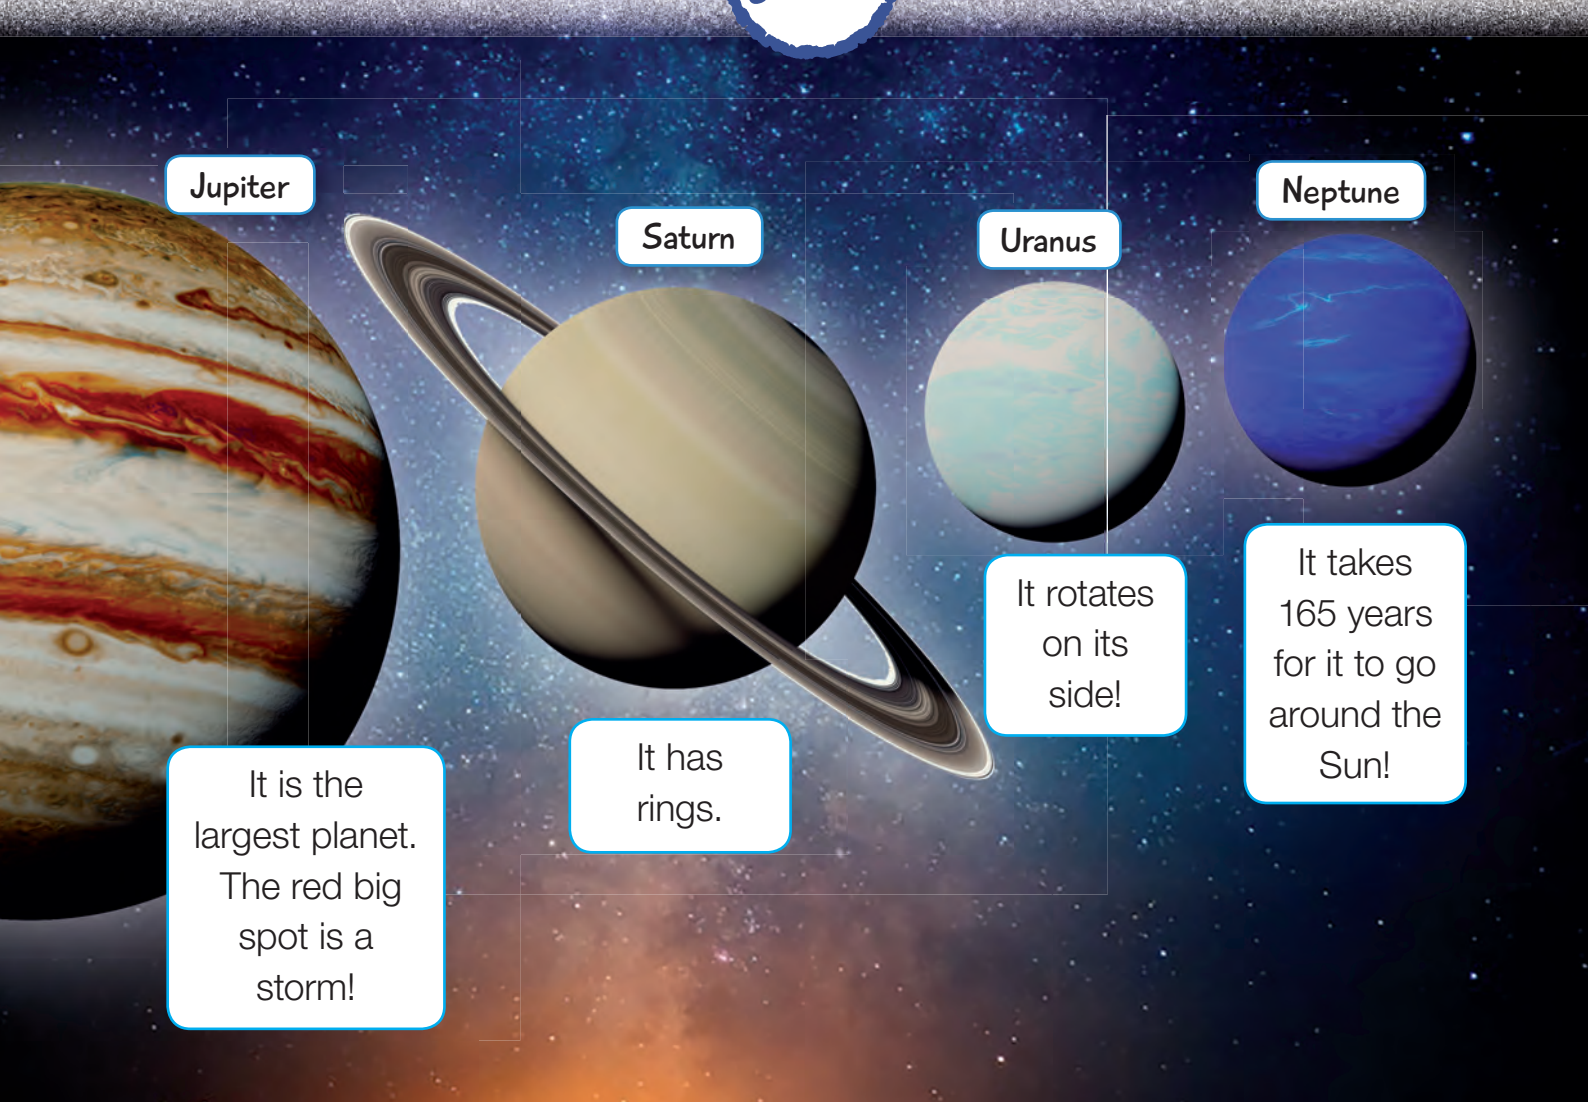 Jupiter
Saturn
Uranus
Neptune
It is the
largest planet.
The red big
spot is a
storm!
It has
rings.
It rotates
on its
side!
It takes
165 years
for it to go
around the
Sun!